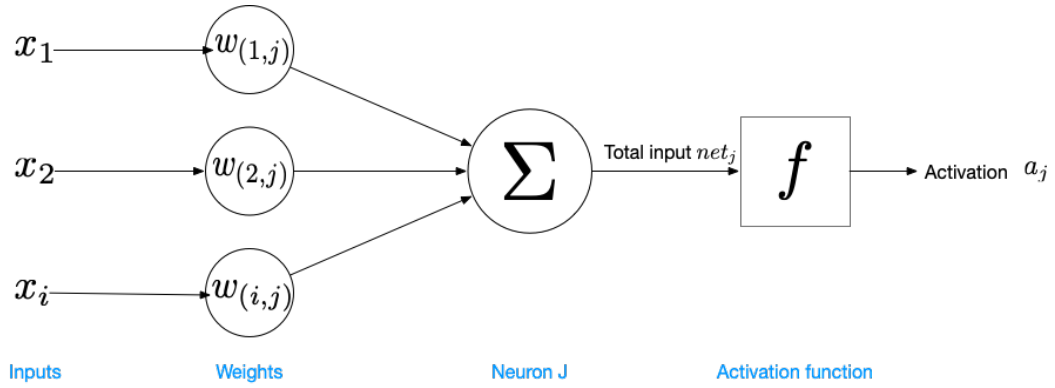 x₁
w₍₁,ⱼ₎
x₂
w₍₂,ⱼ₎
Σ
Total input netⱼ
f
Activation aⱼ
xᵢ
w₍ᵢ,ⱼ₎
Inputs
Weights
Neuron J
Activation function